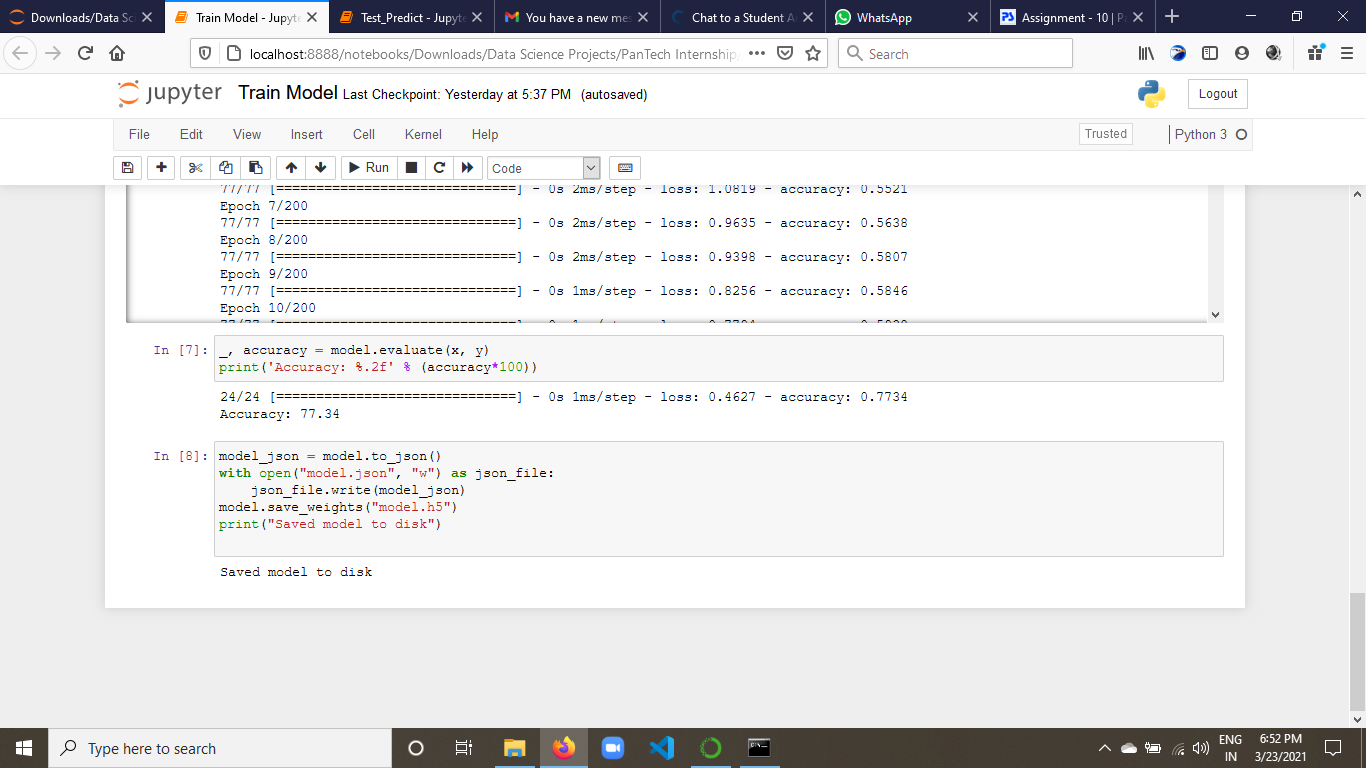 Downloads/Data Sc
Train Model - Jupyte
Test_Predict - Jupyte
You have a new mes
Chat to a Student A
WhatsApp
Assignment - 10 | P
localhost:8888/notebooks/Downloads/Data Science Projects/PanTech Internship,
Search
jupyter Train Model Last Checkpoint: Yesterday at 5:37 PM (autosaved)
Logout
File Edit View Insert Cell Kernel Help
Trusted
Python 3
Run
Code
77/77 [==============================] - 0s 2ms/step - loss: 1.0819 - accuracy: 0.5521
Epoch 7/200
77/77 [==============================] - 0s 2ms/step - loss: 0.9635 - accuracy: 0.5638
Epoch 8/200
77/77 [==============================] - 0s 2ms/step - loss: 0.9398 - accuracy: 0.5807
Epoch 9/200
77/77 [==============================] - 0s 1ms/step - loss: 0.8256 - accuracy: 0.5846
Epoch 10/200
In [7]: _, accuracy = model.evaluate(x, y)
print('Accuracy: %.2f' % (accuracy*100))
24/24 [==============================] - 0s 1ms/step - loss: 0.4627 - accuracy: 0.7734
Accuracy: 77.34
In [8]: model_json = model.to_json()
with open("model.json", "w") as json_file:
    json_file.write(model_json)
model.save_weights("model.h5")
print("Saved model to disk")
Saved model to disk
Type here to search
ENG
IN
6:52 PM
3/23/2021